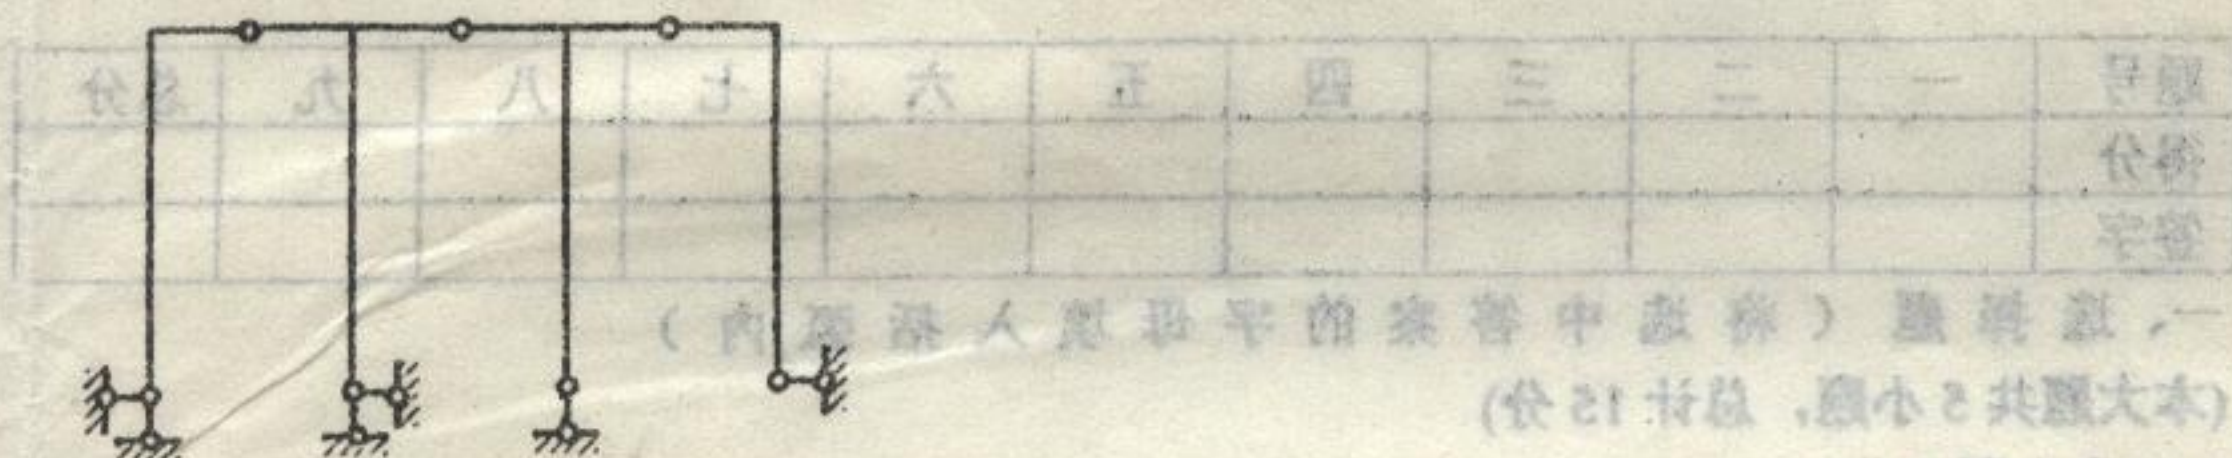 题号 一 二 三 四 五 六 七 八 九 总分
得分
签字
一、选择题（将选中答案的字母填入括弧内）
(本大题共5小题，总计15分)